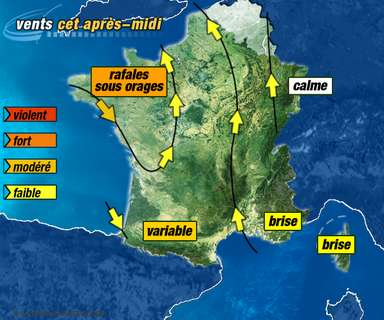 vents cet après-midi
rafales
sous orages
calme
violent
fort
modéré
faible
variable
brise
brise